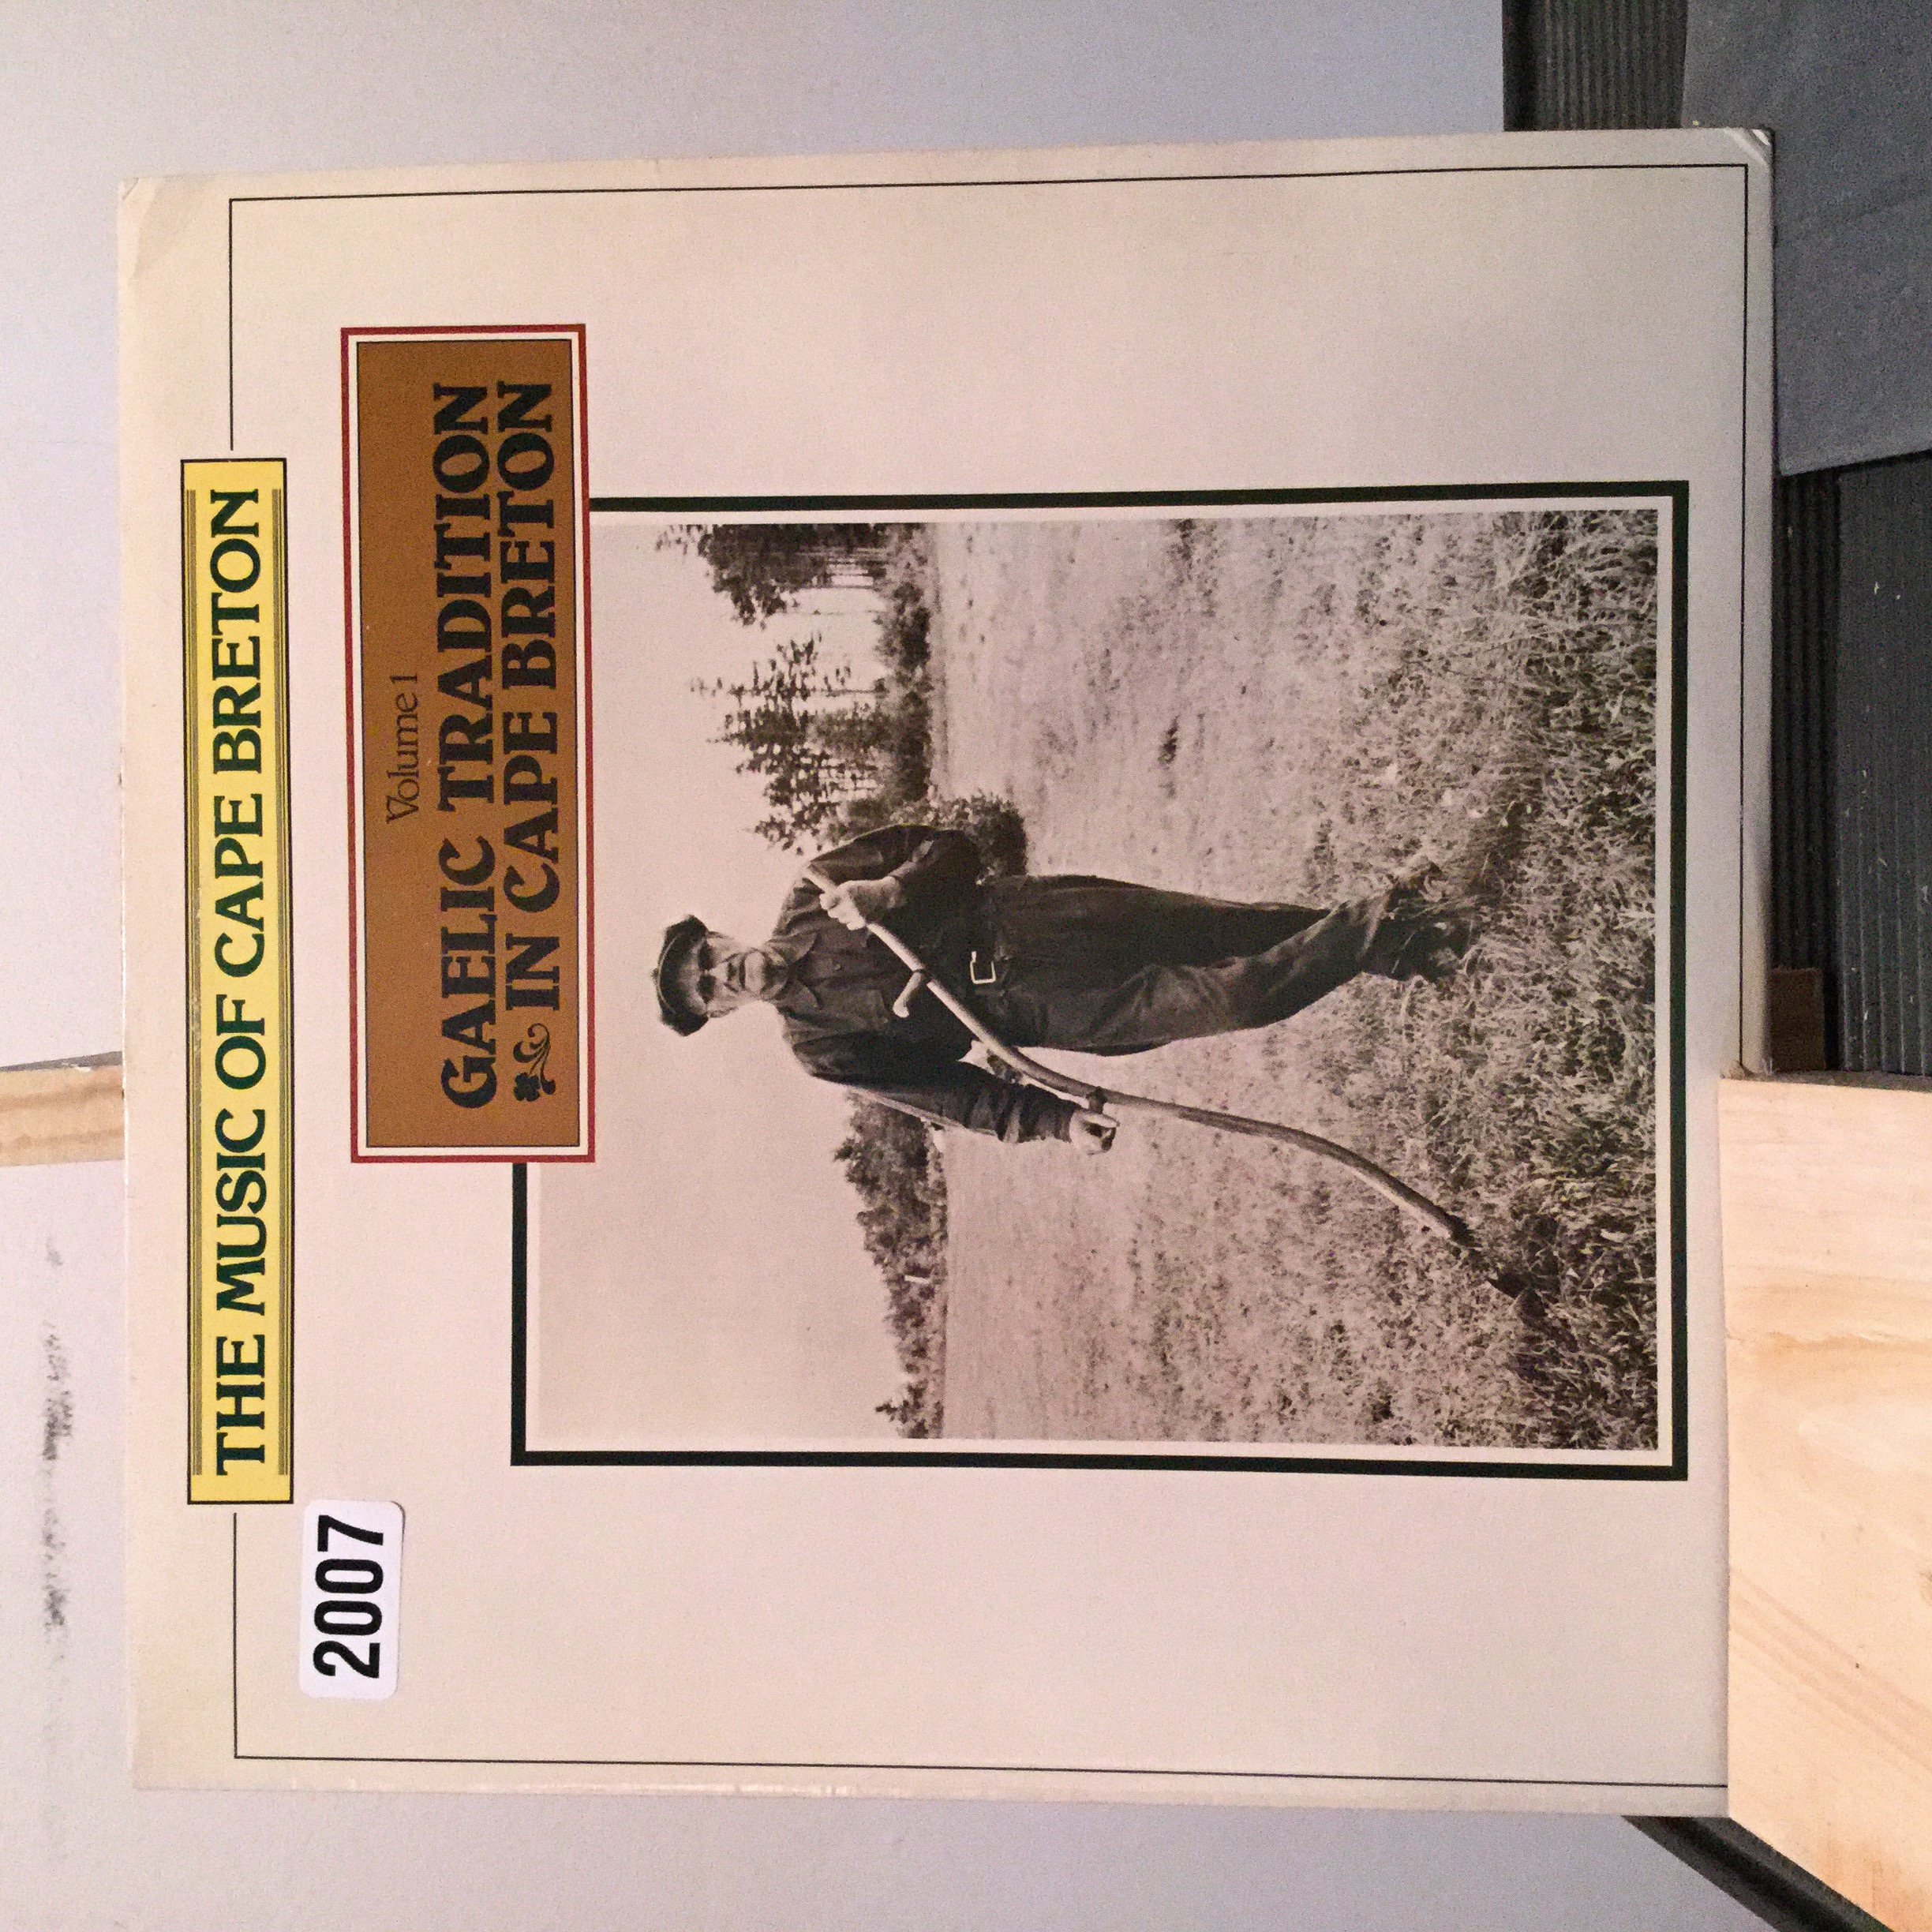 THE MUSIC OF CAPE BRETON
2007
Volume 1
GAELIC TRADITION
IN CAPE BRETON